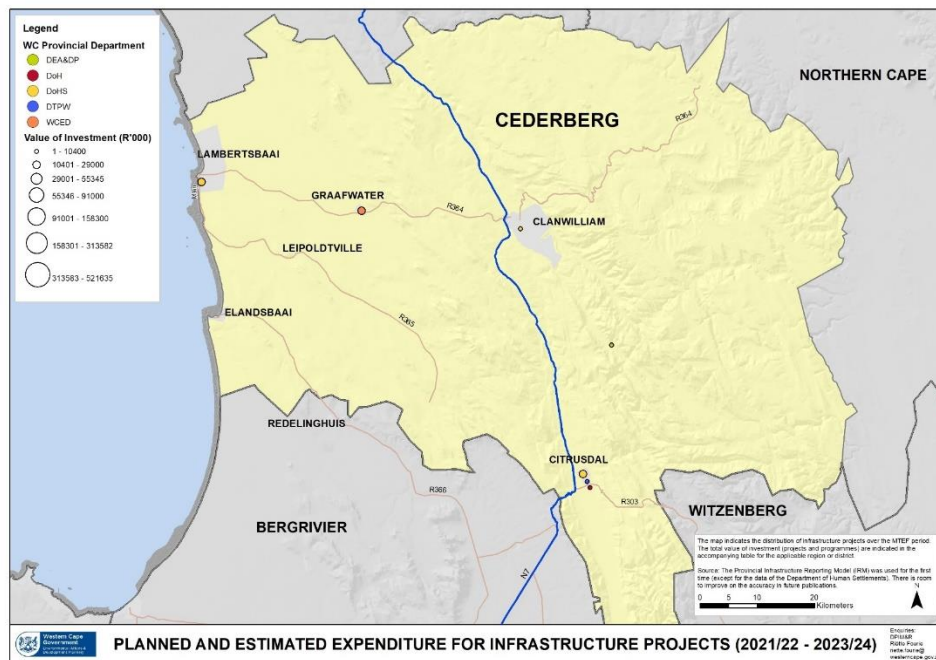 Legend
WC Provincial Department
DEA&DP
DoH
DoHS
DTPW
WCED
Value of Investment (R'000)
1 - 10400
10401 - 29000
29001 - 55345
55346 - 91000
91001 - 158300
158301 - 313582
313583 - 521635
NORTHERN CAPE
CEDERBERG
R364
LAMBERTSBAAI
GRAAFWATER
R364
CLANWILLIAM
LEIPOLDTVILLE
ELANDSBAAI
R365
REDELINGHUIS
CITRUSDAL
R366
R303
WITZENBERG
BERGRIVIER
N7
The map indicates the distribution of infrastructure projects over the MTEF period.
The total value of investment (projects and programmes) are indicated in the
accompanying table for the applicable region or district
Source: The Provincial Infrastructure Reporting Model (IRM) was used for the first
time (except for the data of the Department of Human Settlements). There is room
to improve on the accuracy in future publications.
N
0 5 10 20
Kilometers
Western Cape
Government
PLANNED AND ESTIMATED EXPENDITURE FOR INFRASTRUCTURE PROJECTS (2021/22 - 2023/24)
Enquiries: